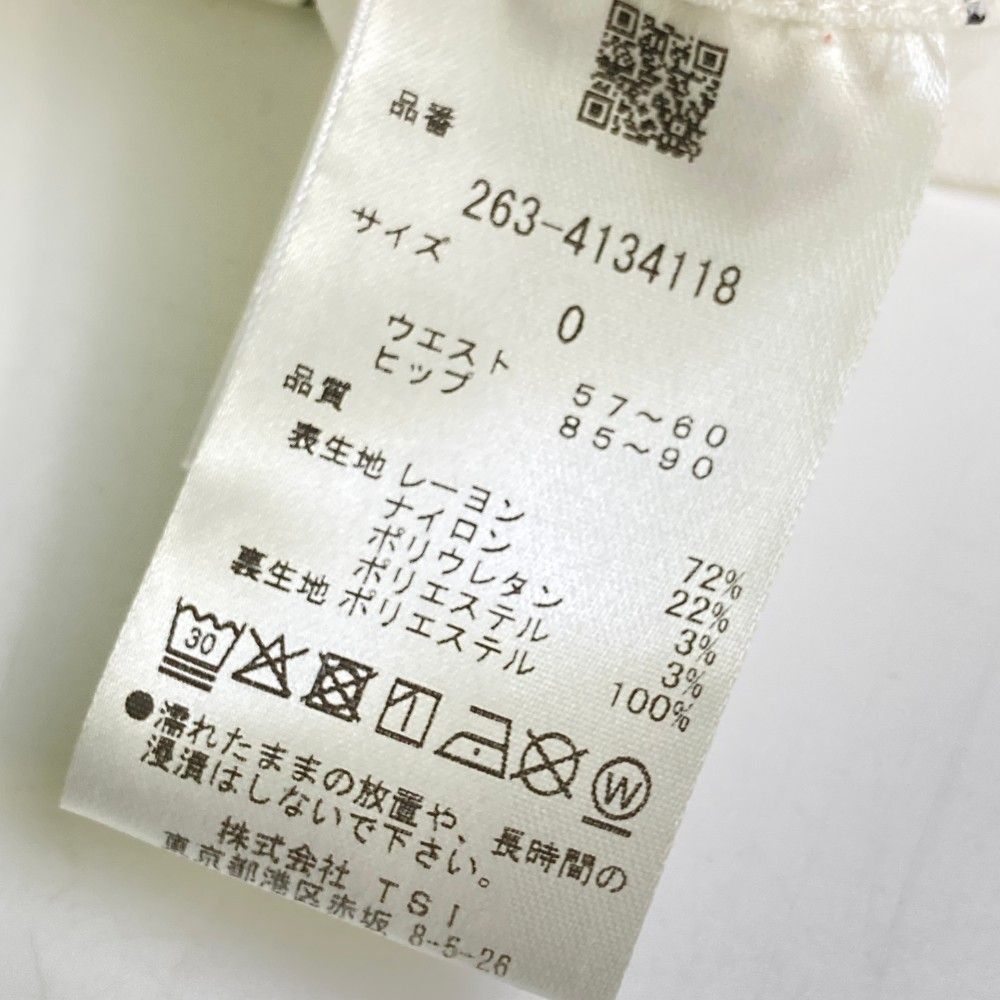 品番
263-4134118
サイズ
0
ウエスト 57～60
ヒップ 85～90
品質
表生地 レーヨン 72%
ナイロン 22%
ポリウレタン 3%
ポリエステル 3%
裏生地 ポリエステル 100%
30
W
●濡れたままの放置や、長時間の
浸漬はしないで下さい。
株式会社 TSI
東京都港区赤坂 8-5-26